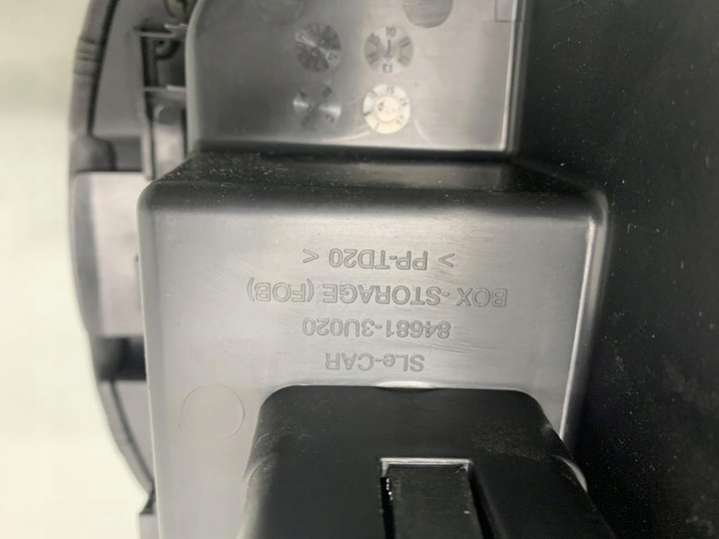 SLe-CAR
84681-3U020
BOX-STORAGE (FOB)
> PP-TD20 <